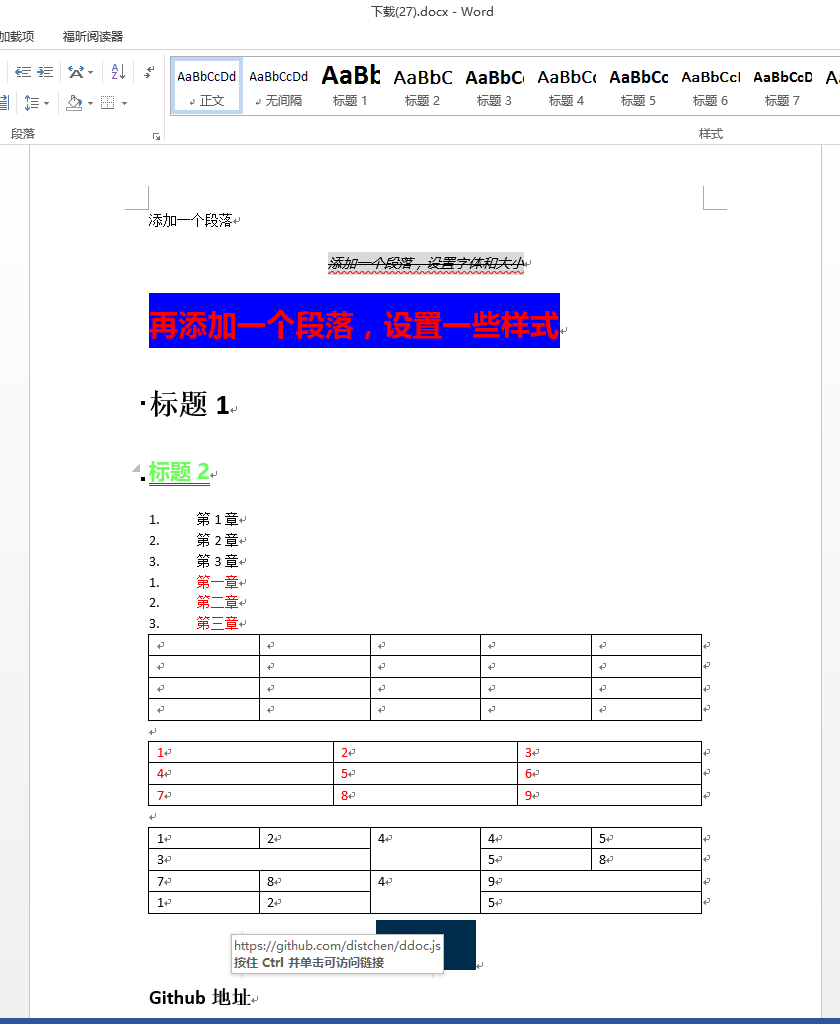 下载(27).docx - Word
加载项 福昕阅读器
AaBbCcDd AaBbCcDd AaBb AaBbC AaBbC AaBbCc AaBbCc AaBbCcI AaBbCcD A
正文 无间隔 标题 1 标题 2 标题 3 标题 4 标题 5 标题 6 标题 7
段落 样式
添加一个段落
添加一个段落，设置字体和大小
再添加一个段落，设置一些样式
标题 1
标题 2
1. 第 1 章
2. 第 2 章
3. 第 3 章
1. 第一章
2. 第二章
3. 第三章
1 2 3
4 5 6
7 8 9
1 2 4 4 5
3 5 8
7 8 4 9
1 2 5
https://github.com/distchen/ddoc.js
按住 Ctrl 并单击可访问链接
Github 地址